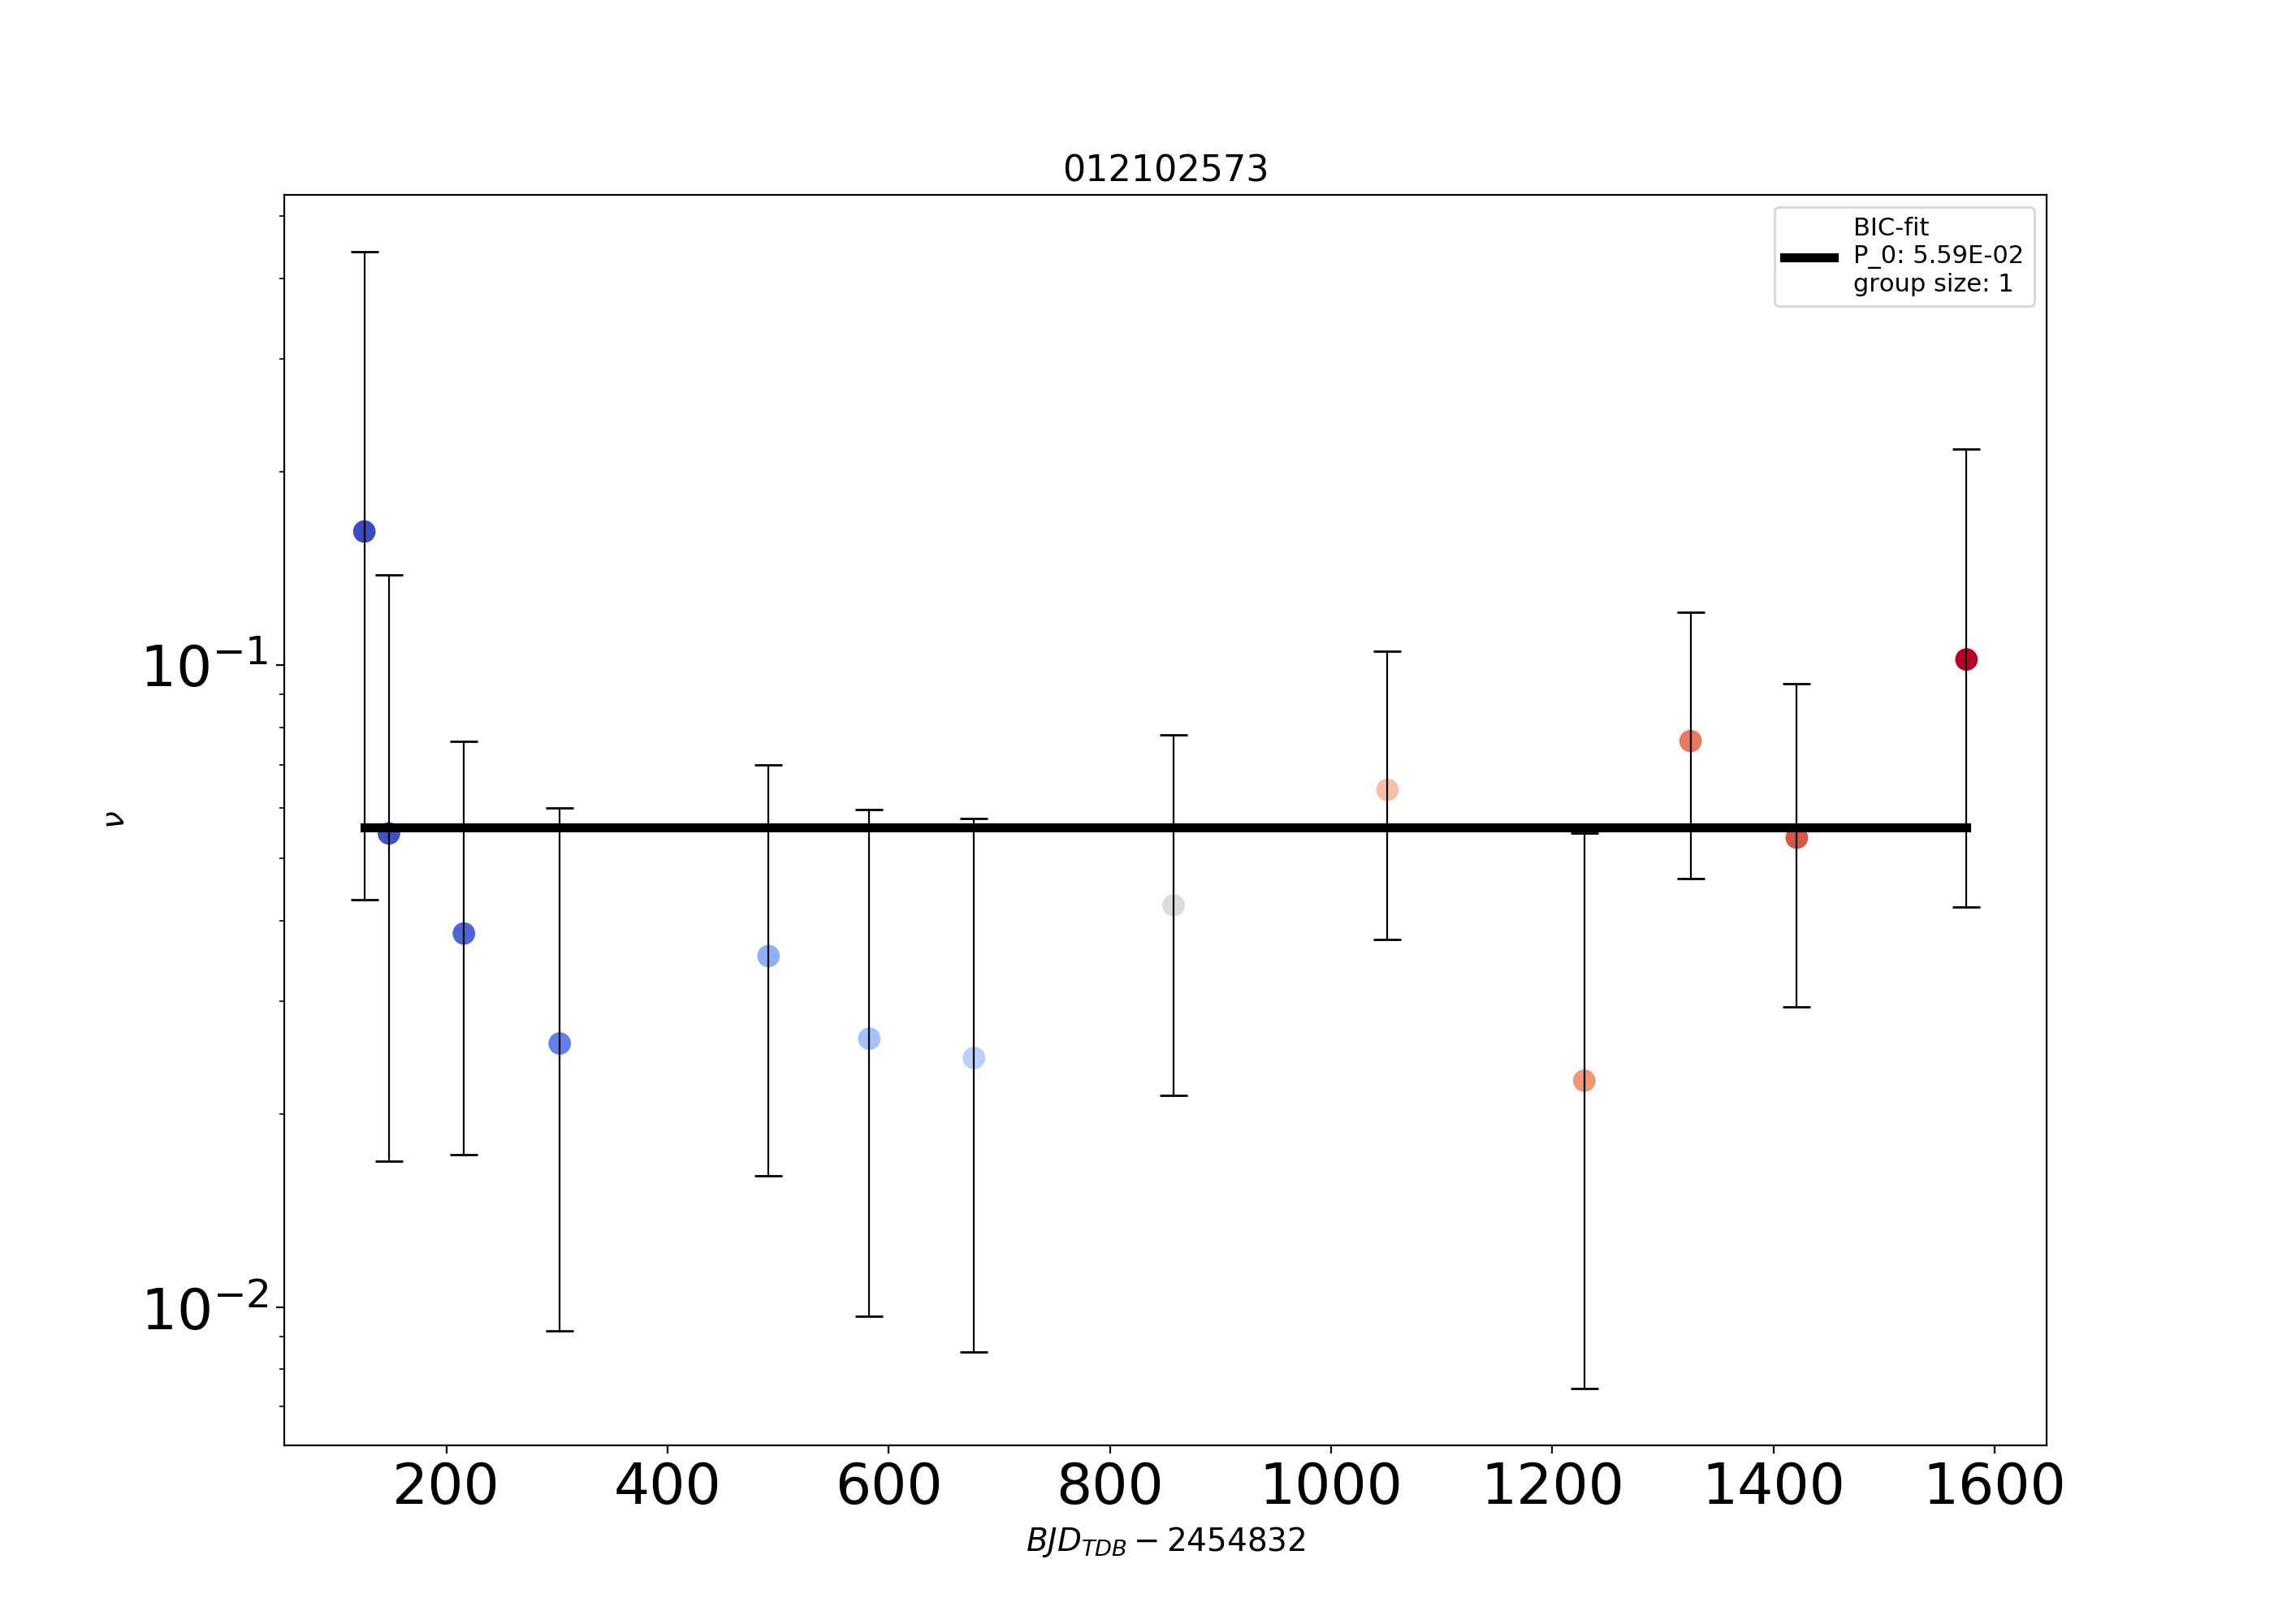 012102573
BIC-fit
P_0: 5.59E-02
group size: 1
10⁻¹
ν
10⁻²
200 400 600 800 1000 1200 1400 1600
BJD_TDB − 2454832